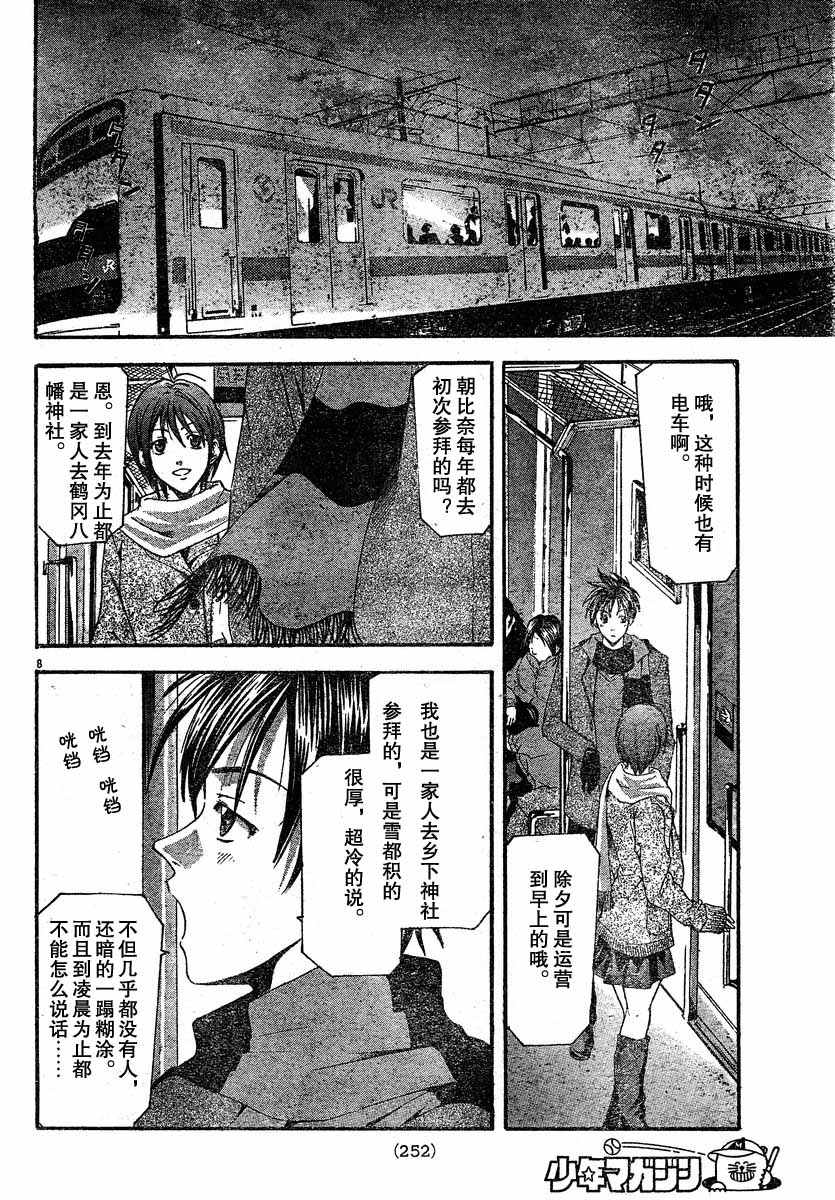 タタン
タタン
タタン
タタン
JR
JR
哦，这种时候也有
电车啊。
除夕可是运营
到早上的哦。
朝比奈每年都去
初次参拜的吗？
恩。到去年为止都
是一家人去鹤冈八
幡神社。
8
我也是一家人去乡下神社
参拜的，可是雪都积的
很厚，超冷的说。
咣铛
咣铛
咣铛
不但几乎都没有人，
还暗的一蹋糊涂。
而且到凌晨为止都
不能怎么说话……
(252)
少年マガジン